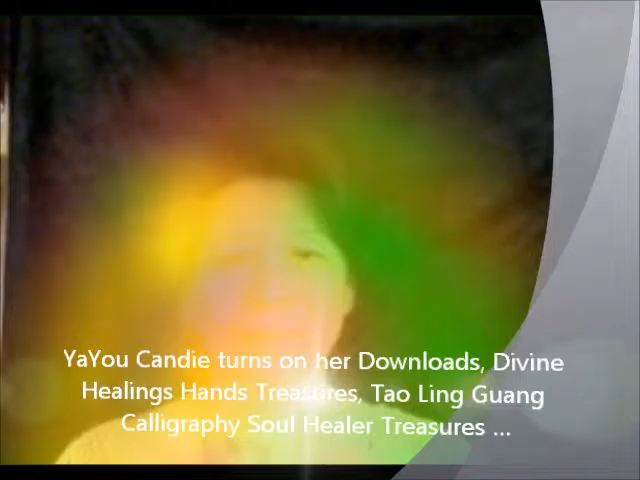 YaYou Candie turns on her Downloads, Divine
Healings Hands Treasures, Tao Ling Guang
Calligraphy Soul Healer Treasures ...